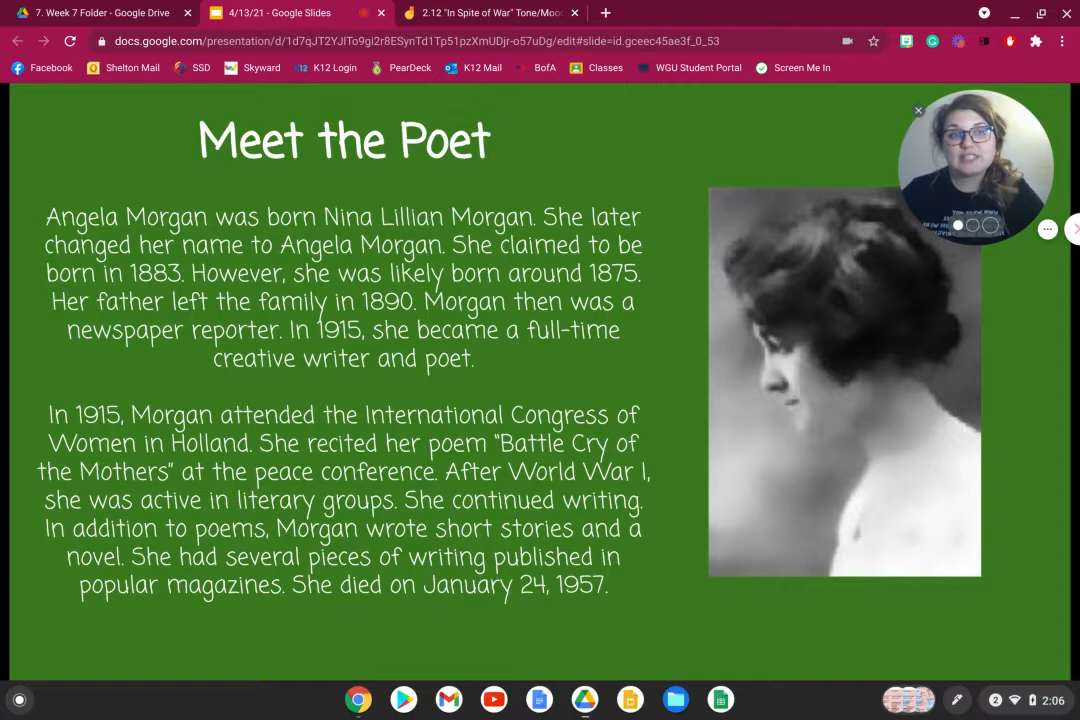 7. Week 7 Folder - Google Drive
4/13/21 - Google Slides
2.12 "In Spite of War" Tone/Moo
docs.google.com/presentation/d/1d7qJT2YJlTo9gi2r8ESynTd1Tp51pzXmUDjr-o57uDg/edit#slide=id.gceec45ae3f_0_53
Facebook
Shelton Mail
SSD
Skyward
K12 Login
PearDeck
K12 Mail
BofA
Classes
WGU Student Portal
Screen Me In
Meet the Poet
Angela Morgan was born Nina Lillian Morgan. She later
changed her name to Angela Morgan. She claimed to be
born in 1883. However, she was likely born around 1875.
Her father left the family in 1890. Morgan then was a
newspaper reporter. In 1915, she became a full-time
creative writer and poet.
In 1915, Morgan attended the International Congress of
Women in Holland. She recited her poem "Battle Cry of
the Mothers" at the peace conference. After World War I,
she was active in literary groups. She continued writing.
In addition to poems, Morgan wrote short stories and a
novel. She had several pieces of writing published in
popular magazines. She died on January 24, 1957.
2
2:06